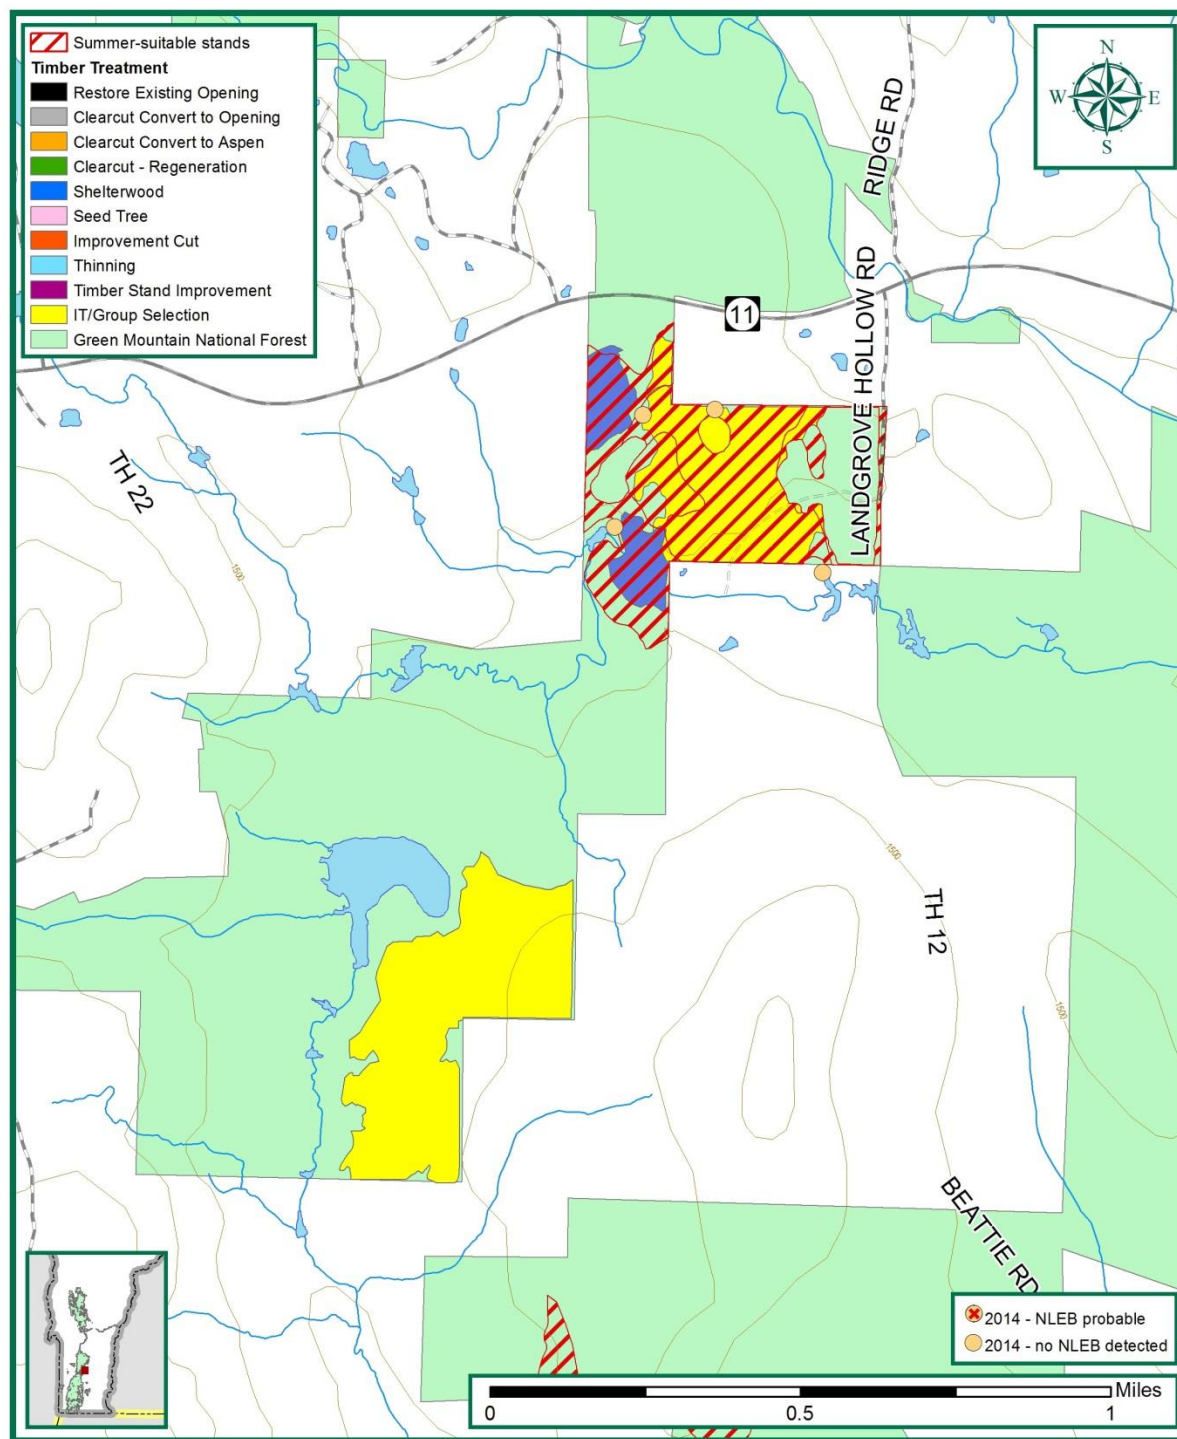 Summer-suitable stands
Timber Treatment
Restore Existing Opening
Clearcut Convert to Opening
Clearcut Convert to Aspen
Clearcut - Regeneration
Shelterwood
Seed Tree
Improvement Cut
Thinning
Timber Stand Improvement
IT/Group Selection
Green Mountain National Forest
N
W E
S
RIDGE RD
11
LANDGROVE HOLLOW RD
TH 22
1500
1500
TH 12
1500
BEATTIE RD
2014 - NLEB probable
2014 - no NLEB detected
Miles
0 0.5 1